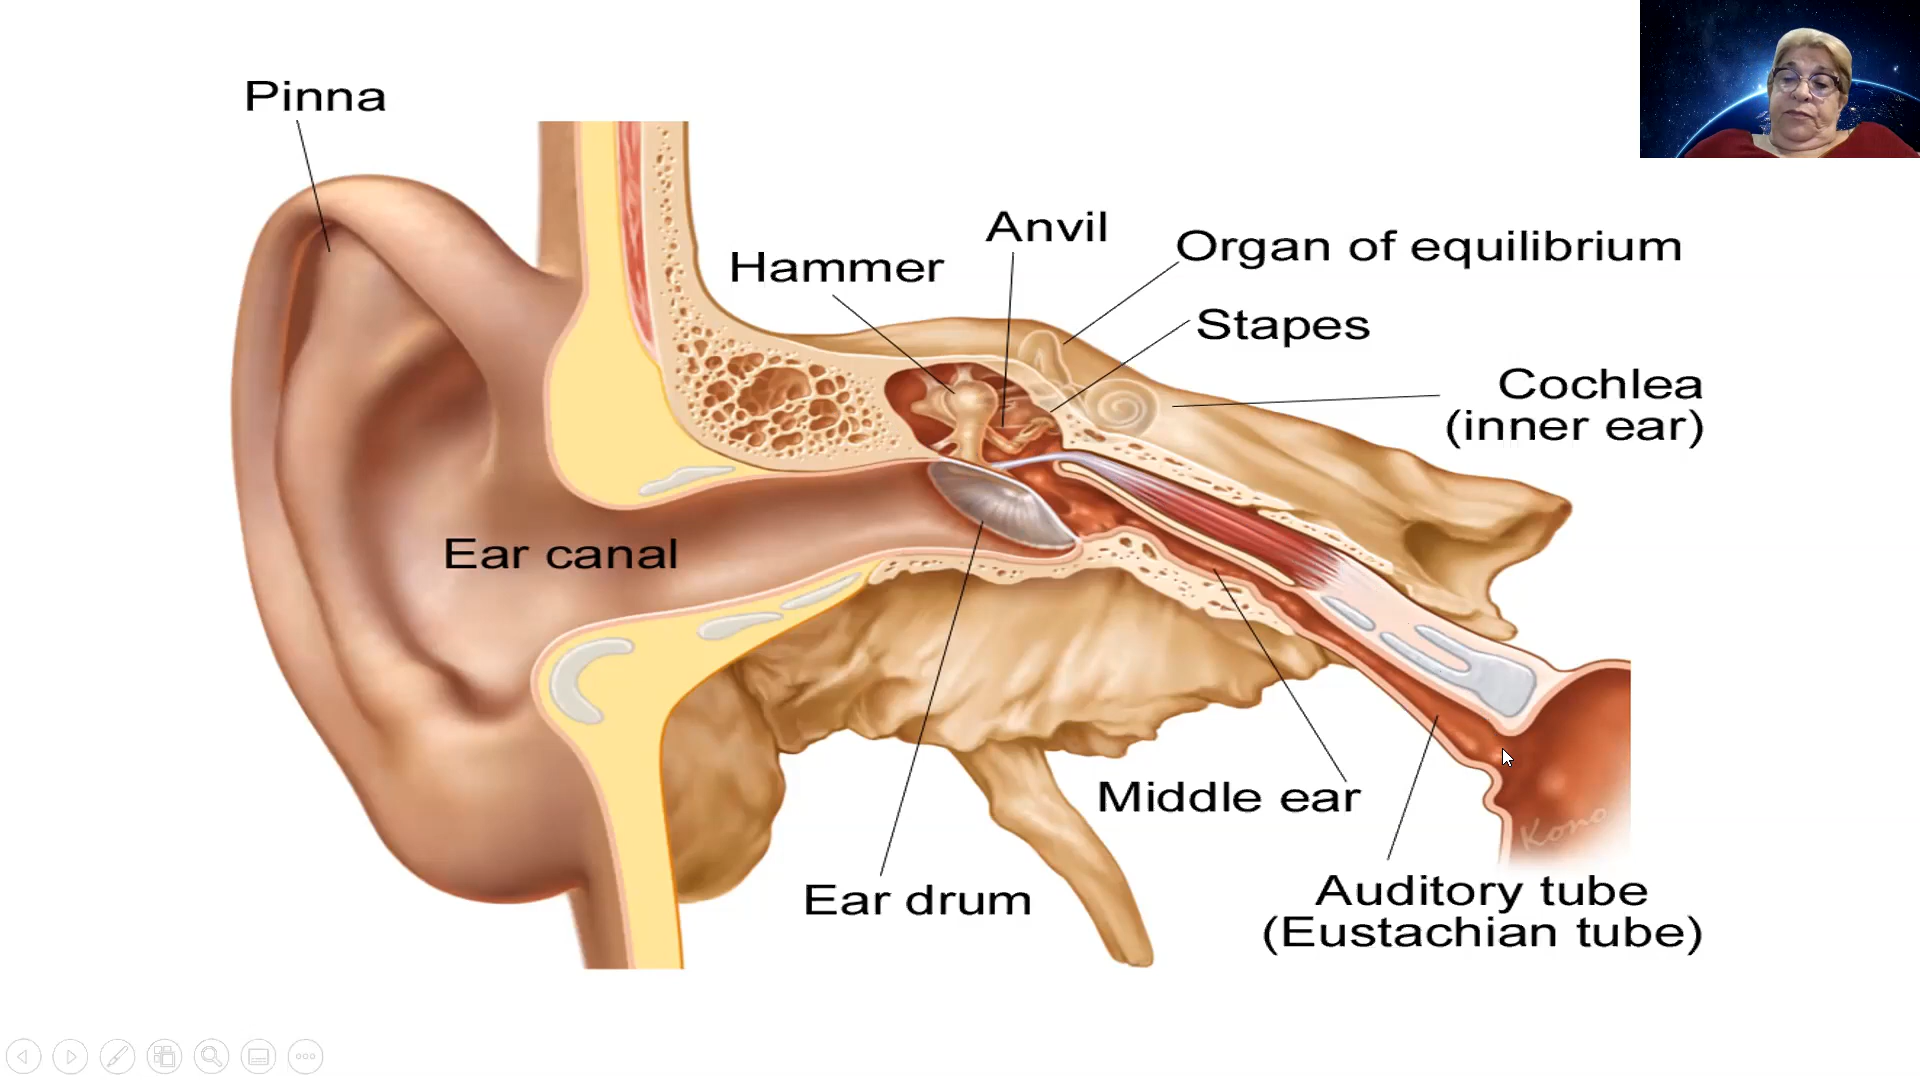 Pinna
Anvil
Organ of equilibrium
Hammer
Stapes
Cochlea
(inner ear)
Ear canal
Middle ear
Ear drum
Auditory tube
(Eustachian tube)
Kono